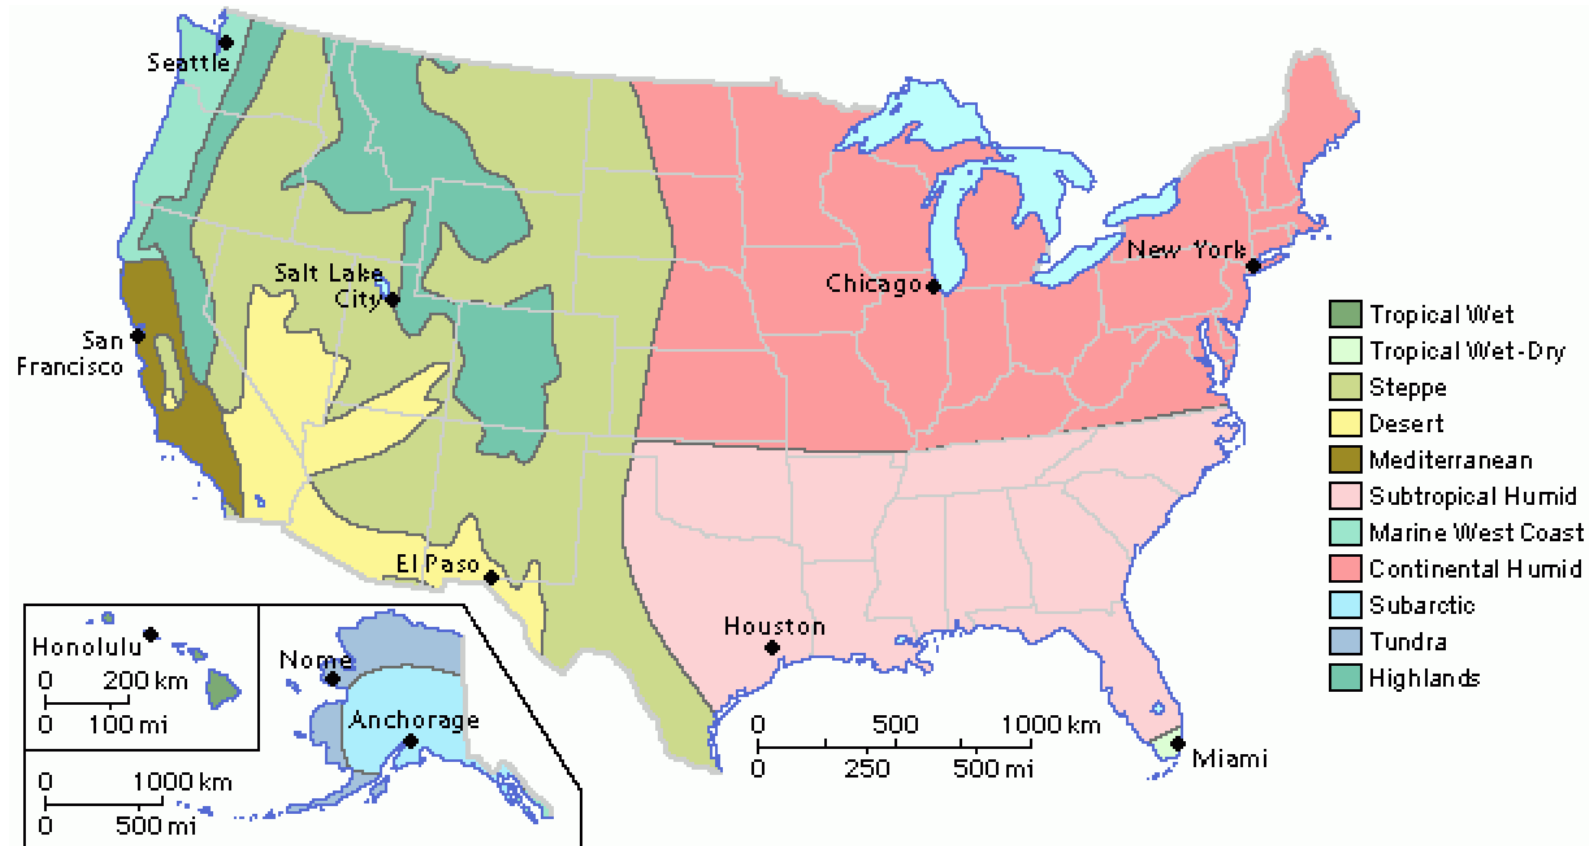 Seattle
Salt Lake
City
San
Francisco
Chicago
New York
El Paso
Houston
Miami
Tropical Wet
Tropical Wet-Dry
Steppe
Desert
Mediterranean
Subtropical Humid
Marine West Coast
Continental Humid
Subarctic
Tundra
Highlands
Honolulu
0 200 km
0 100 mi
Nome
Anchorage
0 1000 km
0 500 mi
0 500 1000 km
0 250 500 mi